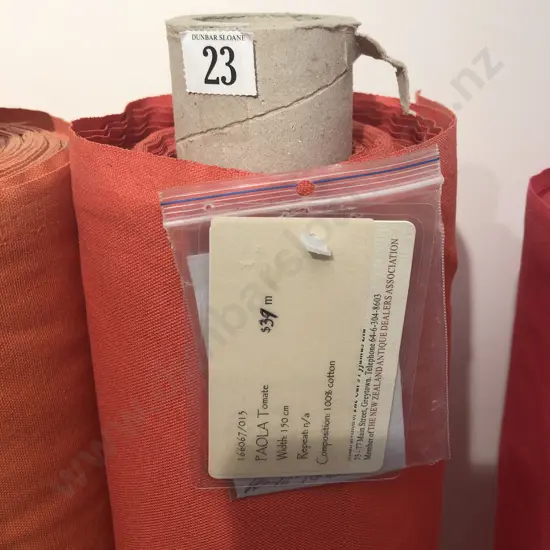 DUNBAR SLOANE
23
166067/013
PAOLA Tomate
Width: 150 cm
Repeat: n/a
Composition: 100% cotton
$39 m
75-77 Main Street, Greytown. Telephone 64-6-304-8603
Member of THE NEW ZEALAND ANTIQUE DEALERS ASSOCIATION